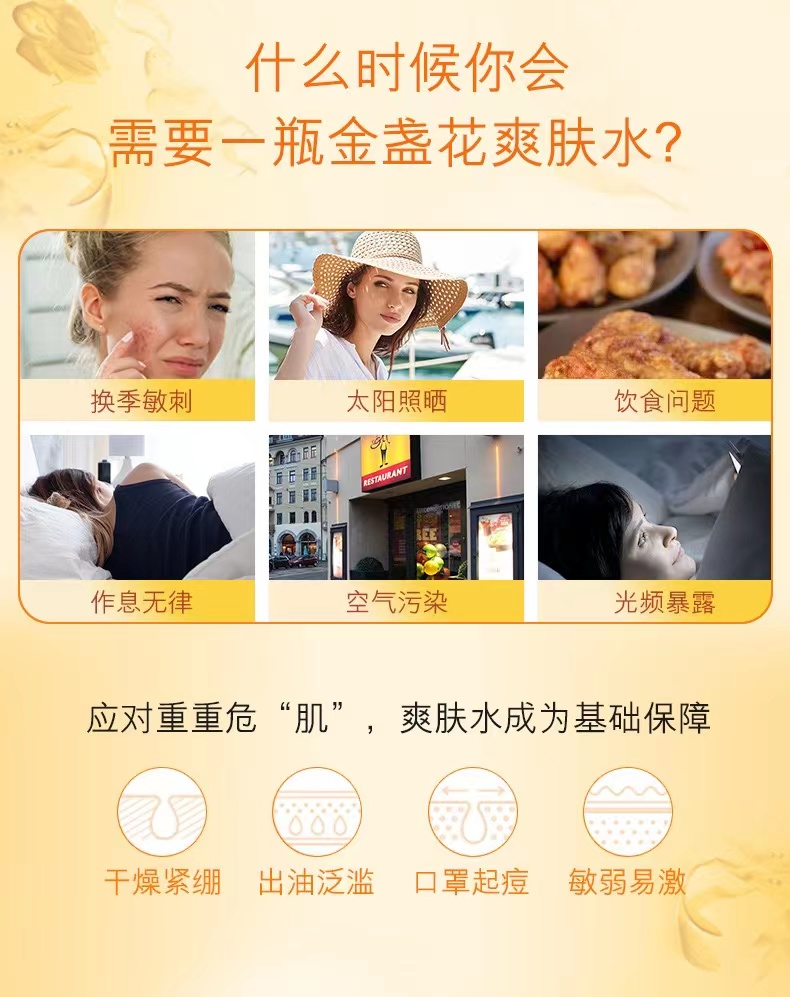 什么时候你会
需要一瓶金盏花爽肤水？
换季敏刺
太阳照晒
饮食问题
RESTAURANT
作息无律
空气污染
光频暴露
应对重重危“肌”，爽肤水成为基础保障
干燥紧绷
出油泛滥
口罩起痘
敏弱易激